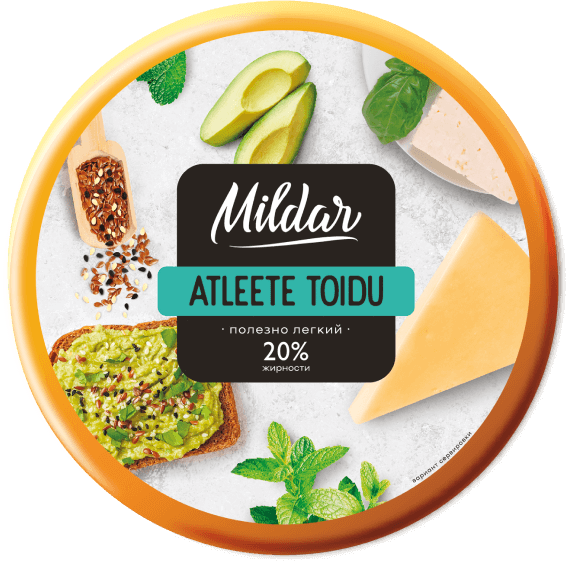 Mildar
ATLEETE TOIDU
· полезно легкий ·
20%
жирности
вариант сервировки